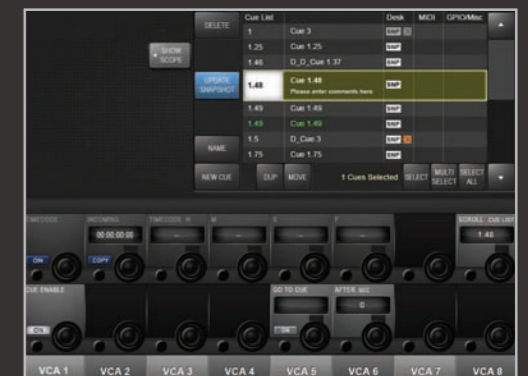 DELETE
Cue List Desk MIDI GPIO/Misc
1 Cue 3 SNP
SHOW SCOPE
1.25 Cue 1.25 SNP
1.46 D_D_Cue 1.37 SNP
UPDATE SNAPSHOT
1.48 Cue 1.48 SNP
Please enter comments here
1.49 Cue 1.49 SNP
1.49 Cue 1.49 SNP
NAME
1.5 D_Cue 3 SNP
1.75 Cue 1.75 SNP
NEW CUE DUP MOVE 1 Cues Selected SELECT MULTI SELECT SELECT ALL
TIMECODE INCOMING TIMECODE H M S F SCROLL CUE LIST
00:00:00:00 -- -- -- -- 1.48
ON COPY
CUE ENABLE GO TO CUE AFTER sec
0
ON ON
VCA 1 VCA 2 VCA 3 VCA 4 VCA 5 VCA 6 VCA 7 VCA 8